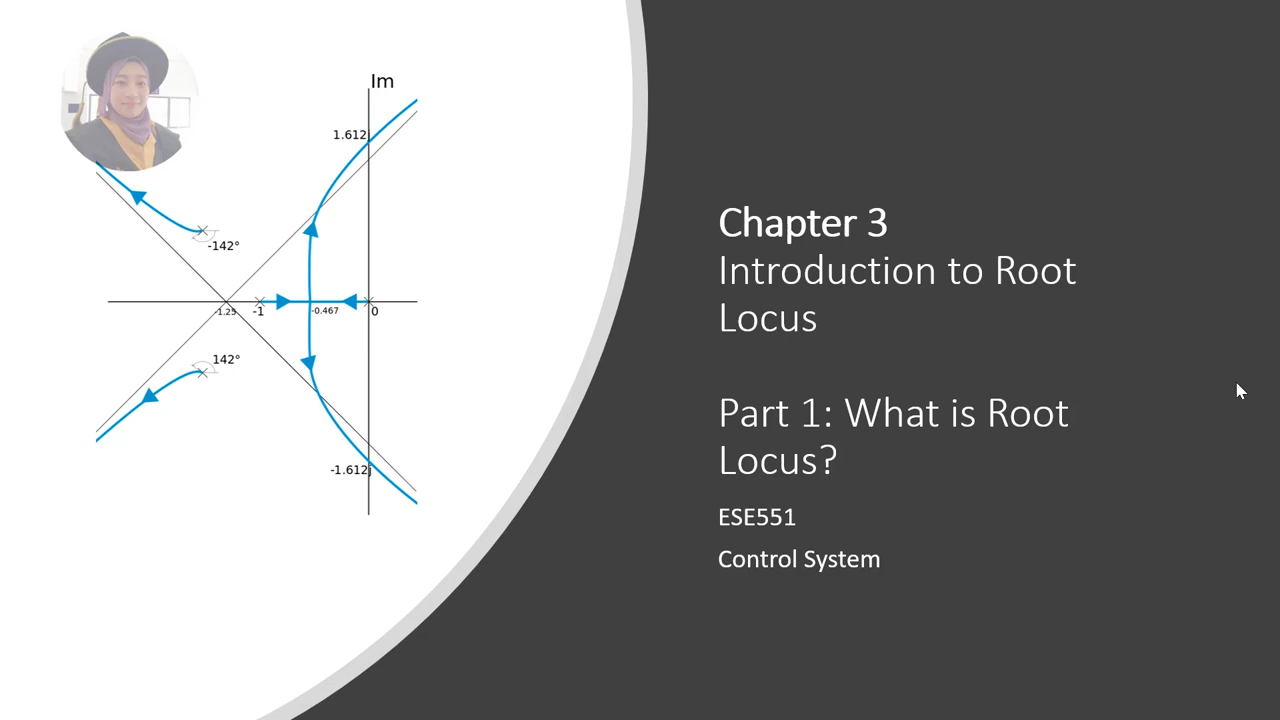 Im
1.612
-142°
-1.25
-1
-0.467
0
142°
-1.612j
Chapter 3
Introduction to Root
Locus
Part 1: What is Root
Locus?
ESE551
Control System